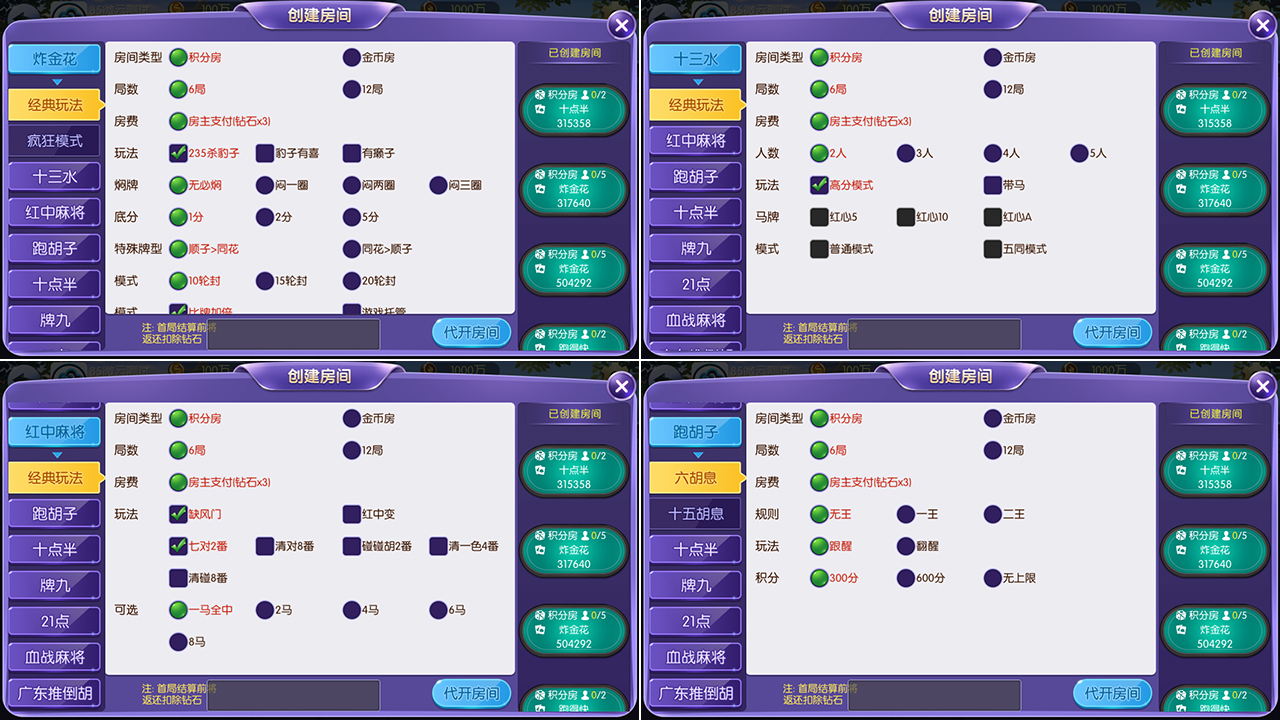 创建房间
炸金花
经典玩法
疯狂模式
十三水
红中麻将
跑胡子
十点半
牌九
房间类型 积分房 金币房
局数 6局 12局
房费 房主支付(钻石x3)
玩法 235杀豹子 豹子有喜 有癞子
焖牌 无必焖 闷一圈 闷两圈 闷三圈
底分 1分 2分 5分
特殊牌型 顺子>同花 同花>顺子
模式 10轮封 15轮封 20轮封
模式 比牌加倍 游戏托管
注: 首局结算前将
返还扣除钻石
代开房间
已创建房间
积分房 0/2
十点半
315358
积分房 0/5
炸金花
317640
积分房 0/5
炸金花
504292
积分房 0/2
跑得快
创建房间
十三水
经典玩法
红中麻将
跑胡子
十点半
牌九
21点
血战麻将
房间类型 积分房 金币房
局数 6局 12局
房费 房主支付(钻石x3)
人数 2人 3人 4人 5人
玩法 高分模式 带马
马牌 红心5 红心10 红心A
模式 普通模式 五同模式
注: 首局结算前将
返还扣除钻石
代开房间
已创建房间
积分房 0/2
十点半
315358
积分房 0/5
炸金花
317640
积分房 0/5
炸金花
504292
积分房 0/2
跑得快
创建房间
红中麻将
经典玩法
跑胡子
十点半
牌九
21点
血战麻将
广东推倒胡
房间类型 积分房 金币房
局数 6局 12局
房费 房主支付(钻石x3)
玩法 缺风门 红中变
七对2番 清对8番 碰碰胡2番 清一色4番
清碰8番
可选 一马全中 2马 4马 6马
8马
注: 首局结算前将
返还扣除钻石
代开房间
已创建房间
积分房 0/2
十点半
315358
积分房 0/5
炸金花
317640
积分房 0/5
炸金花
504292
积分房 0/2
跑得快
创建房间
跑胡子
六胡息
十五胡息
十点半
牌九
21点
血战麻将
广东推倒胡
房间类型 积分房 金币房
局数 6局 12局
房费 房主支付(钻石x3)
规则 无王 一王 二王
玩法 跟醒 翻醒
积分 300分 600分 无上限
注: 首局结算前将
返还扣除钻石
代开房间
已创建房间
积分房 0/2
十点半
315358
积分房 0/5
炸金花
317640
积分房 0/5
炸金花
504292
积分房 0/2
跑得快